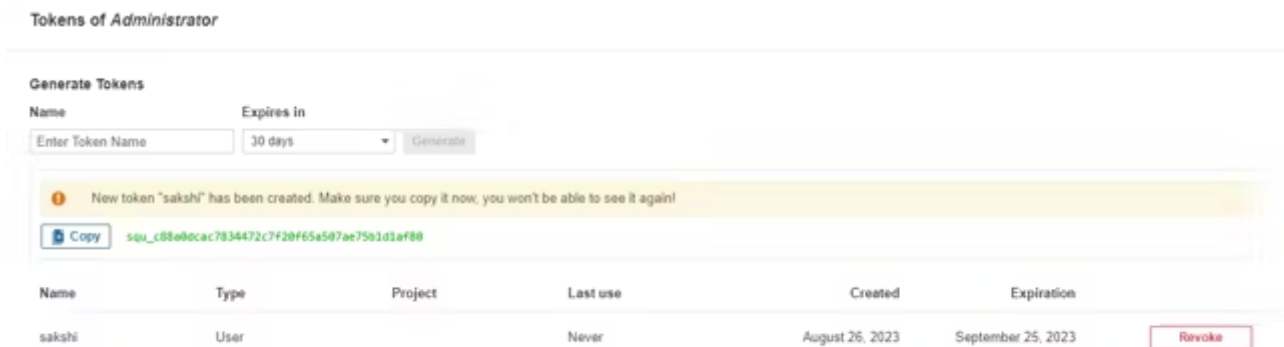 Tokens of Administrator
Generate Tokens
Name Expires in
Enter Token Name 30 days Generate
New token "sakshi" has been created. Make sure you copy it now, you won't be able to see it again!
Copy
Name Type Project Last use Created Expiration
sakshi User Never August 26, 2023 September 25, 2023 Revoke